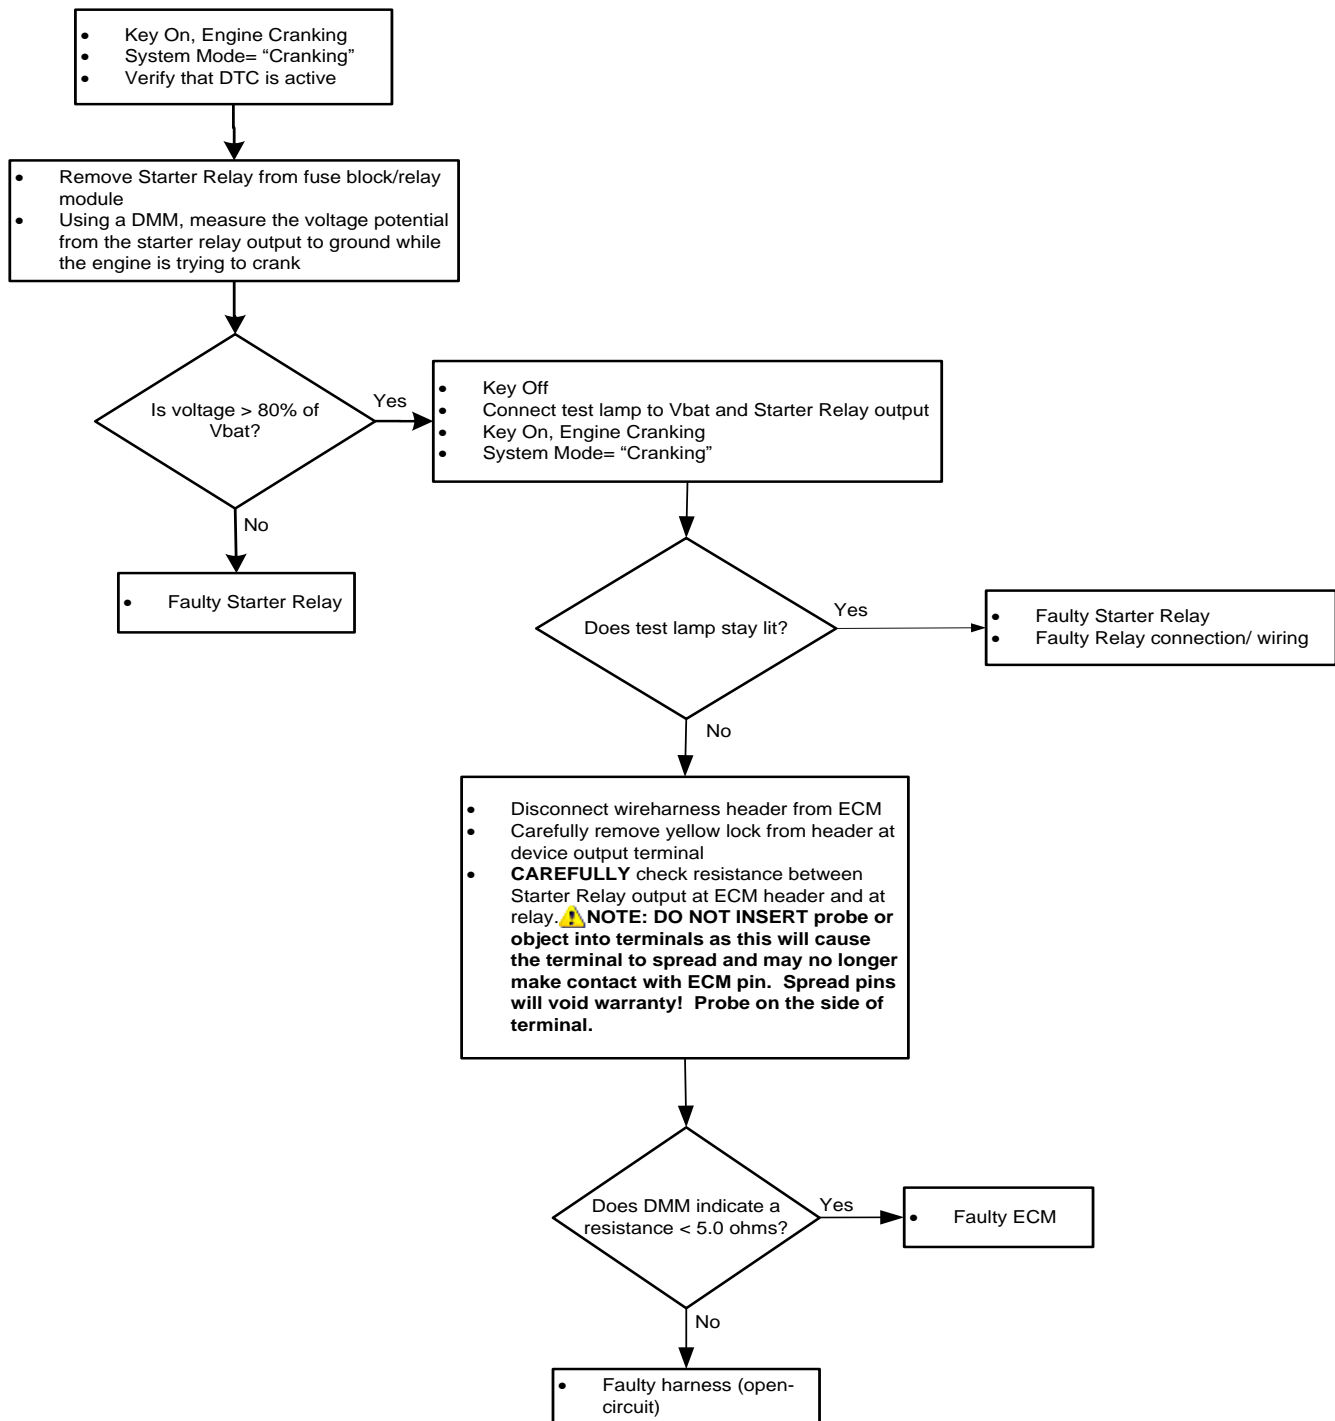 • Key On, Engine Cranking
• System Mode= “Cranking”
• Verify that DTC is active
• Remove Starter Relay from fuse block/relay
module
• Using a DMM, measure the voltage potential
from the starter relay output to ground while
the engine is trying to crank
Is voltage > 80% of
Vbat?
Yes
• Key Off
• Connect test lamp to Vbat and Starter Relay output
• Key On, Engine Cranking
• System Mode= “Cranking”
No
• Faulty Starter Relay
Does test lamp stay lit?
Yes
• Faulty Starter Relay
• Faulty Relay connection/ wiring
No
• Disconnect wireharness header from ECM
• Carefully remove yellow lock from header at
device output terminal
• CAREFULLY check resistance between
Starter Relay output at ECM header and at
relay. NOTE: DO NOT INSERT probe or
object into terminals as this will cause
the terminal to spread and may no longer
make contact with ECM pin.  Spread pins
will void warranty!  Probe on the side of
terminal.
Does DMM indicate a
resistance < 5.0 ohms?
Yes
• Faulty ECM
No
• Faulty harness (open-
circuit)